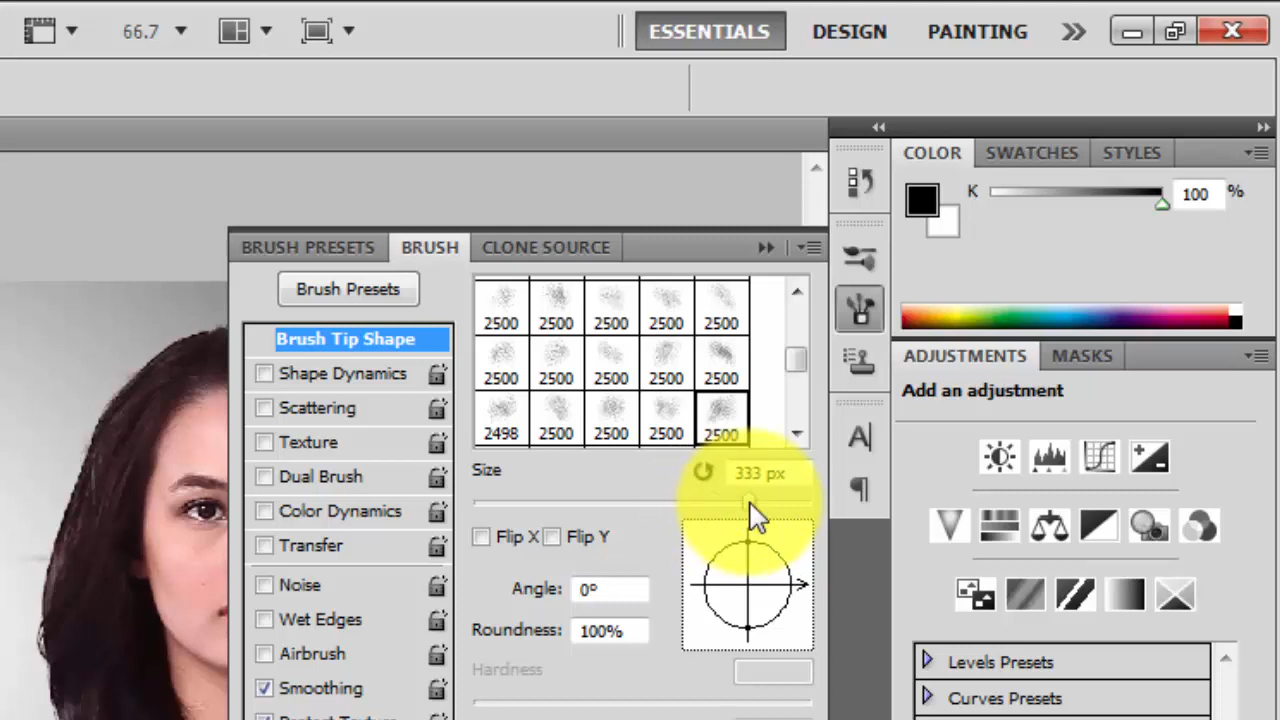 66.7 ESSENTIALS DESIGN PAINTING
COLOR SWATCHES STYLES
K 100 %
BRUSH PRESETS BRUSH CLONE SOURCE
Brush Presets
2500 2500 2500 2500 2500
2500 2500 2500 2500 2500
2498 2500 2500 2500 2500
Brush Tip Shape
Shape Dynamics
Scattering
Texture
Dual Brush
Color Dynamics
Transfer
Noise
Wet Edges
Airbrush
Smoothing
Protect Texture
Size 333 px
Flip X Flip Y
Angle: 0º
Roundness: 100%
Hardness
A
ADJUSTMENTS MASKS
Add an adjustment
Levels Presets
Curves Presets